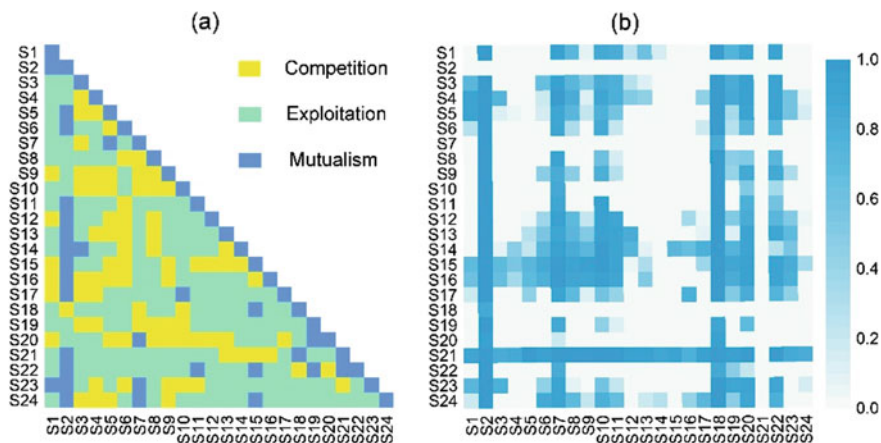 (a)
(b)
S1
S2
S3
S4
S5
S6
S7
S8
S9
S10
S11
S12
S13
S14
S15
S16
S17
S18
S19
S20
S21
S22
S23
S24
Competition
Exploitation
Mutualism
S1 S2 S3 S4 S5 S6 S7 S8 S9 S10 S11 S12 S13 S14 S15 S16 S17 S18 S19 S20 S21 S22 S23 S24
S1
S2
S3
S4
S5
S6
S7
S8
S9
S10
S11
S12
S13
S14
S15
S16
S17
S18
S19
S20
S21
S22
S23
S24
S1 S2 S3 S4 S5 S6 S7 S8 S9 S10 S11 S12 S13 S14 S15 S16 S17 S18 S19 S20 S21 S22 S23 S24
1.0
0.8
0.6
0.4
0.2
0.0